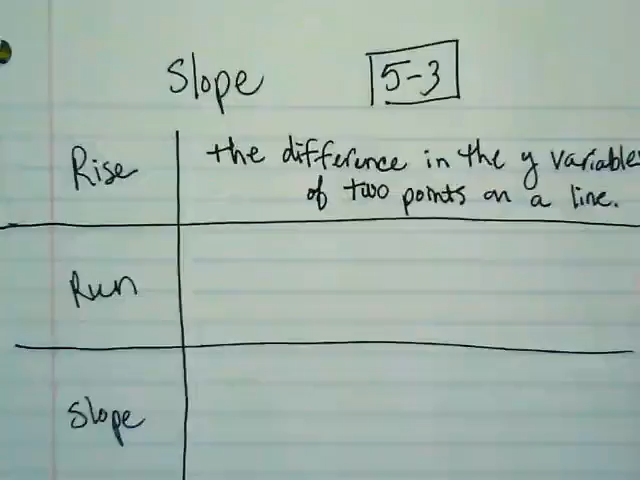 Slope 5-3
Rise the difference in the y variables
of two points on a line.
Run
Slope